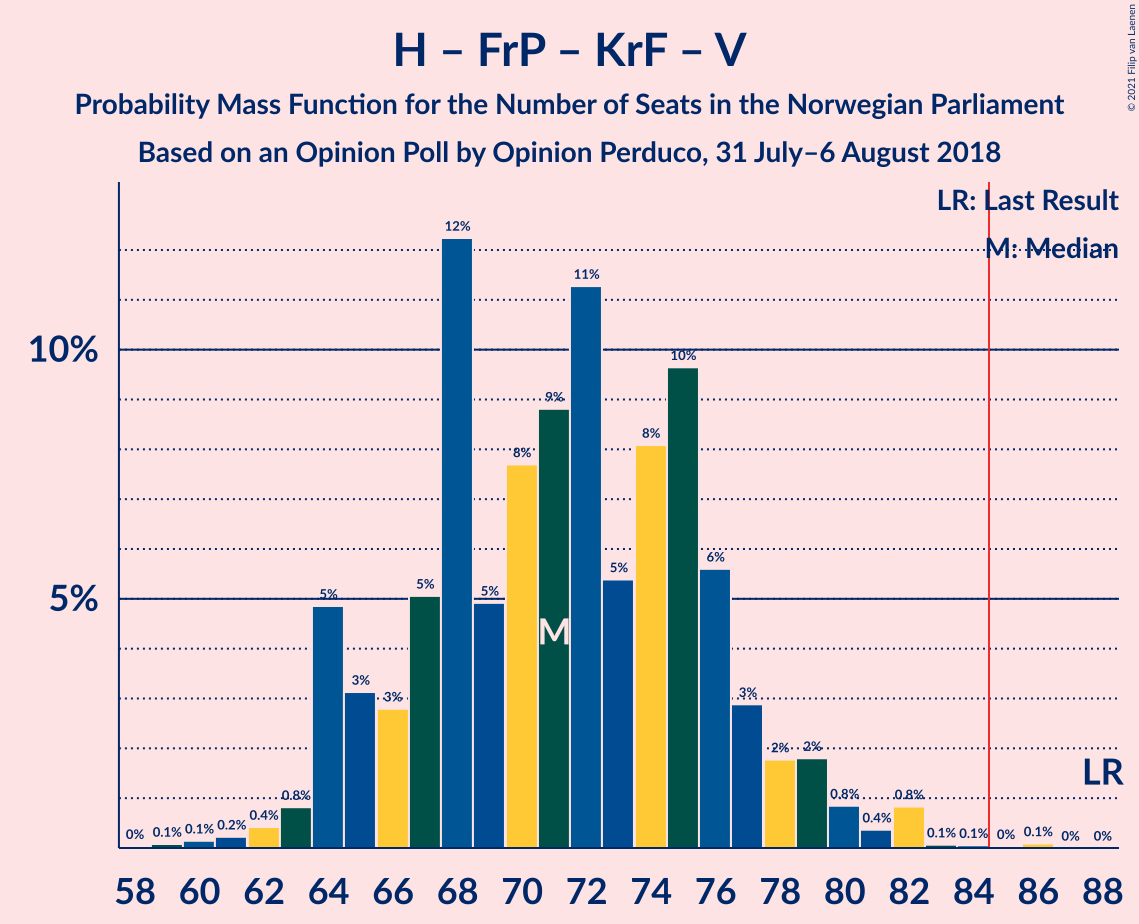 H – FrP – KrF – V
Probability Mass Function for the Number of Seats in the Norwegian Parliament
Based on an Opinion Poll by Opinion Perduco, 31 July–6 August 2018
© 2021 Filip van Laenen
LR: Last Result
M: Median
10%
5%
0% 0.1% 0.1% 0.2% 0.4% 0.8% 5% 3% 3% 5% 12% 5% 8% 9% 11% 5% 8% 10% 6% 3% 2% 2% 0.8% 0.4% 0.8% 0.1% 0.1% 0% 0.1% 0% 0%
M
LR
58 60 62 64 66 68 70 72 74 76 78 80 82 84 86 88